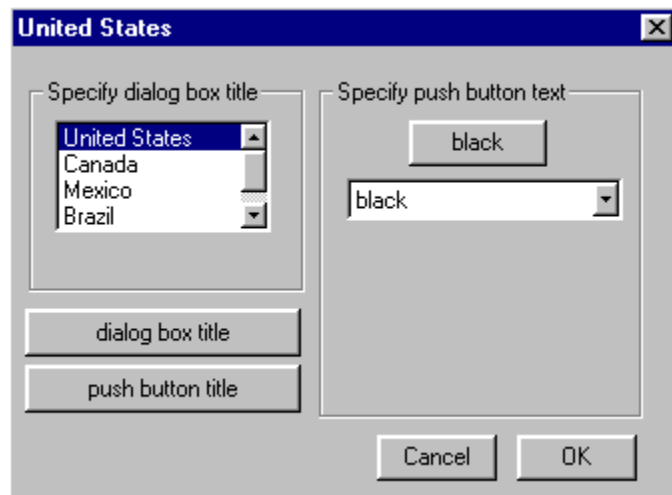 United States
Specify dialog box title
United States
Canada
Mexico
Brazil
dialog box title
push button title
Specify push button text
black
black
Cancel
OK